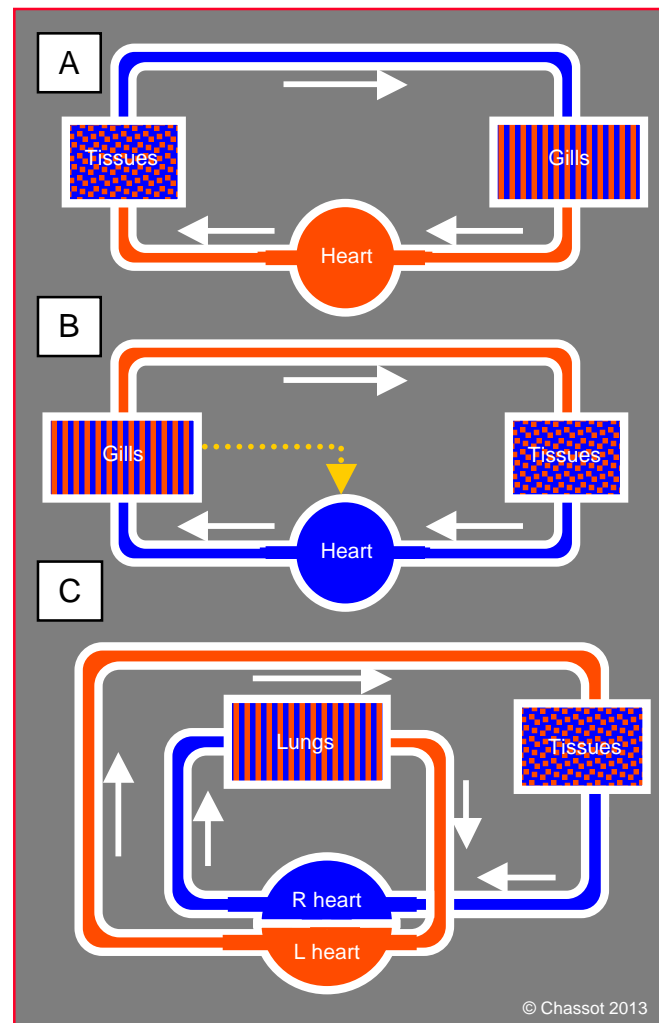 A
Tissues
Gills
Heart
B
Gills
Tissues
Heart
C
Lungs
Tissues
R heart
L heart
© Chassot 2013